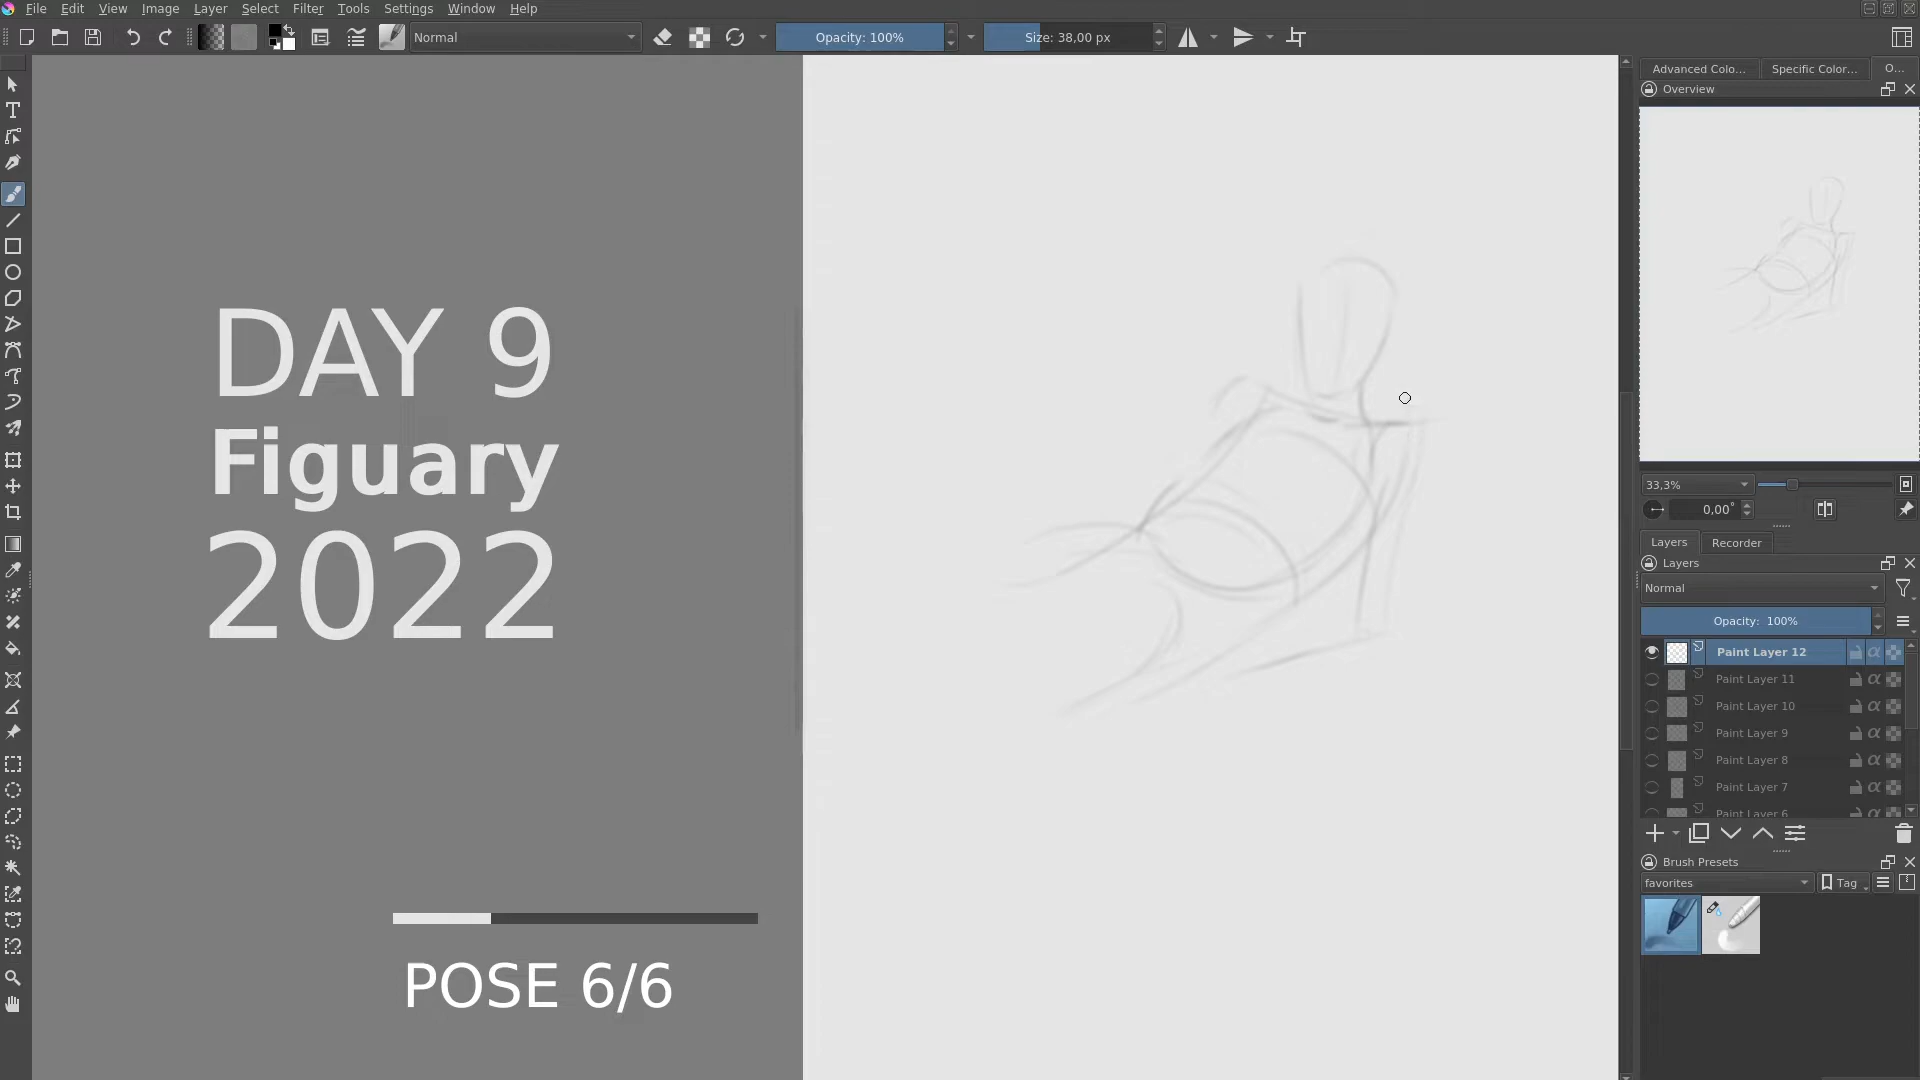 File Edit View Image Layer Select Filter Tools Settings Window Help
Normal
Opacity: 100%
Size: 38,00 px
Advanced Colo...
Specific Color...
O...
Overview
DAY 9
Figuary
2022
POSE 6/6
33,3%
0,00°
Layers
Recorder
Layers
Normal
Opacity: 100%
Paint Layer 12
Paint Layer 11
Paint Layer 10
Paint Layer 9
Paint Layer 8
Paint Layer 7
Paint Layer 6
Brush Presets
favorites
Tag